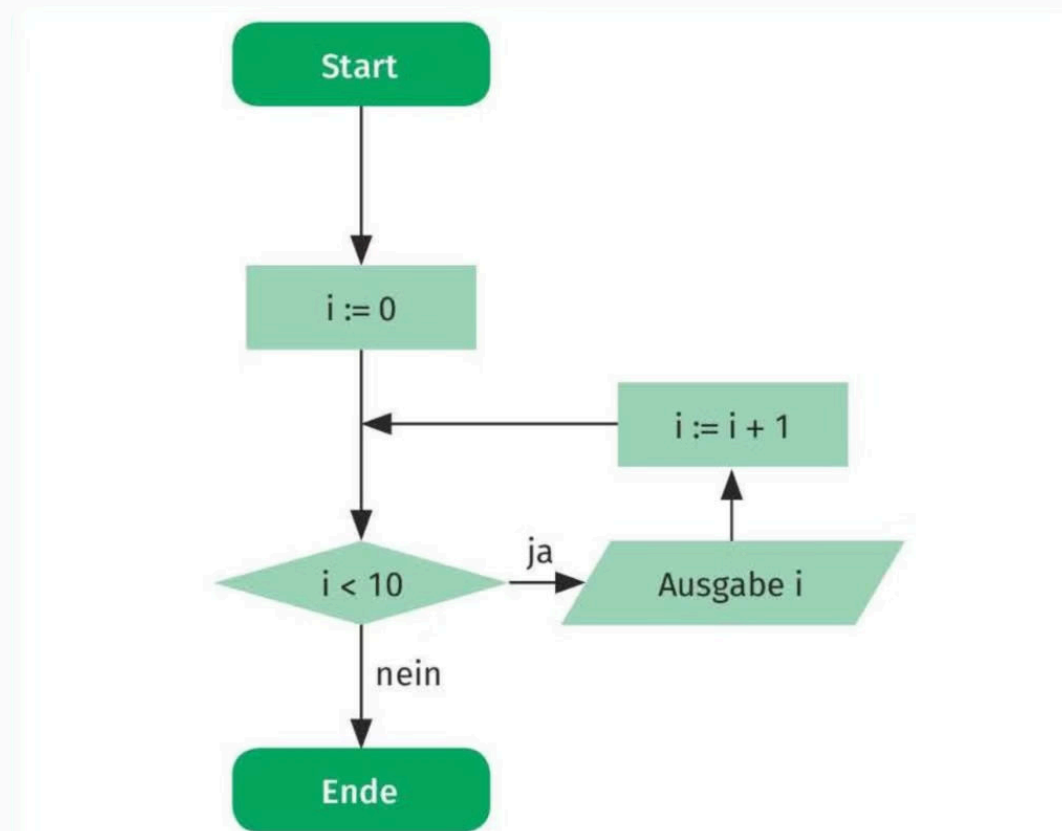 Start
i := 0
i := i + 1
i < 10
ja
Ausgabe i
nein
Ende